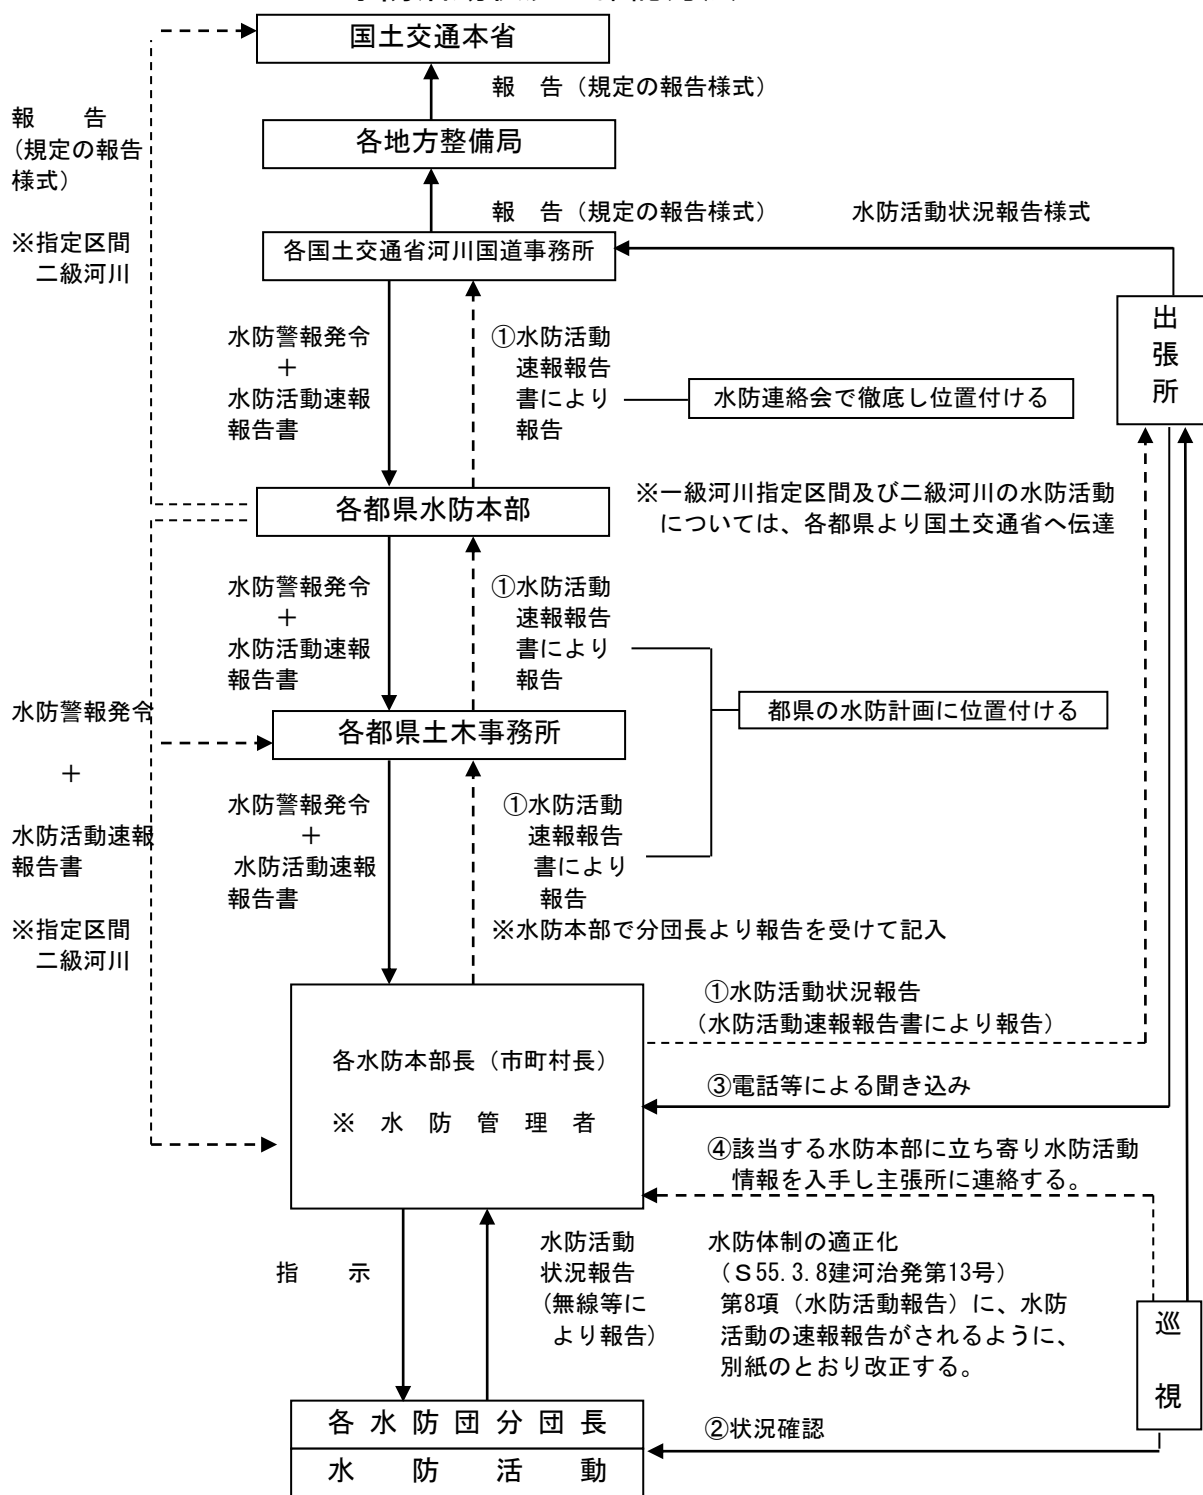 国土交通本省
報　告（規定の報告様式）
報　　告
（規定の報告
様式）
※指定区間
二級河川
各地方整備局
報　告（規定の報告様式）
水防活動状況報告様式
各国土交通省河川国道事務所
出張所
水防警報発令
＋
水防活動速報
報告書
①水防活動
速報報告
書により
報告
水防連絡会で徹底し位置付ける
各都県水防本部
※一級河川指定区間及び二級河川の水防活動
については、各都県より国土交通省へ伝達
水防警報発令
＋
水防活動速報
報告書
①水防活動
速報報告
書により
報告
都県の水防計画に位置付ける
各都県土木事務所
水防警報発令
＋
水防活動速報
報告書
※指定区間
二級河川
水防警報発令
＋
水防活動速報
報告書
①水防活動
速報報告
書により
報告
※水防本部で分団長より報告を受けて記入
各水防本部長（市町村長）
※　水　防　管　理　者
①水防活動状況報告
（水防活動速報報告書により報告）
③電話等による聞き込み
④該当する水防本部に立ち寄り水防活動
情報を入手し主張所に連絡する。
指　　示
水防活動
状況報告
（無線等に
より報告）
水防体制の適正化
（Ｓ55.3.8建河治発第13号）
第8項（水防活動報告）に、水防
活動の速報報告がされるように、
別紙のとおり改正する。
巡視
各水防団分団長
水　防　活　動
②状況確認